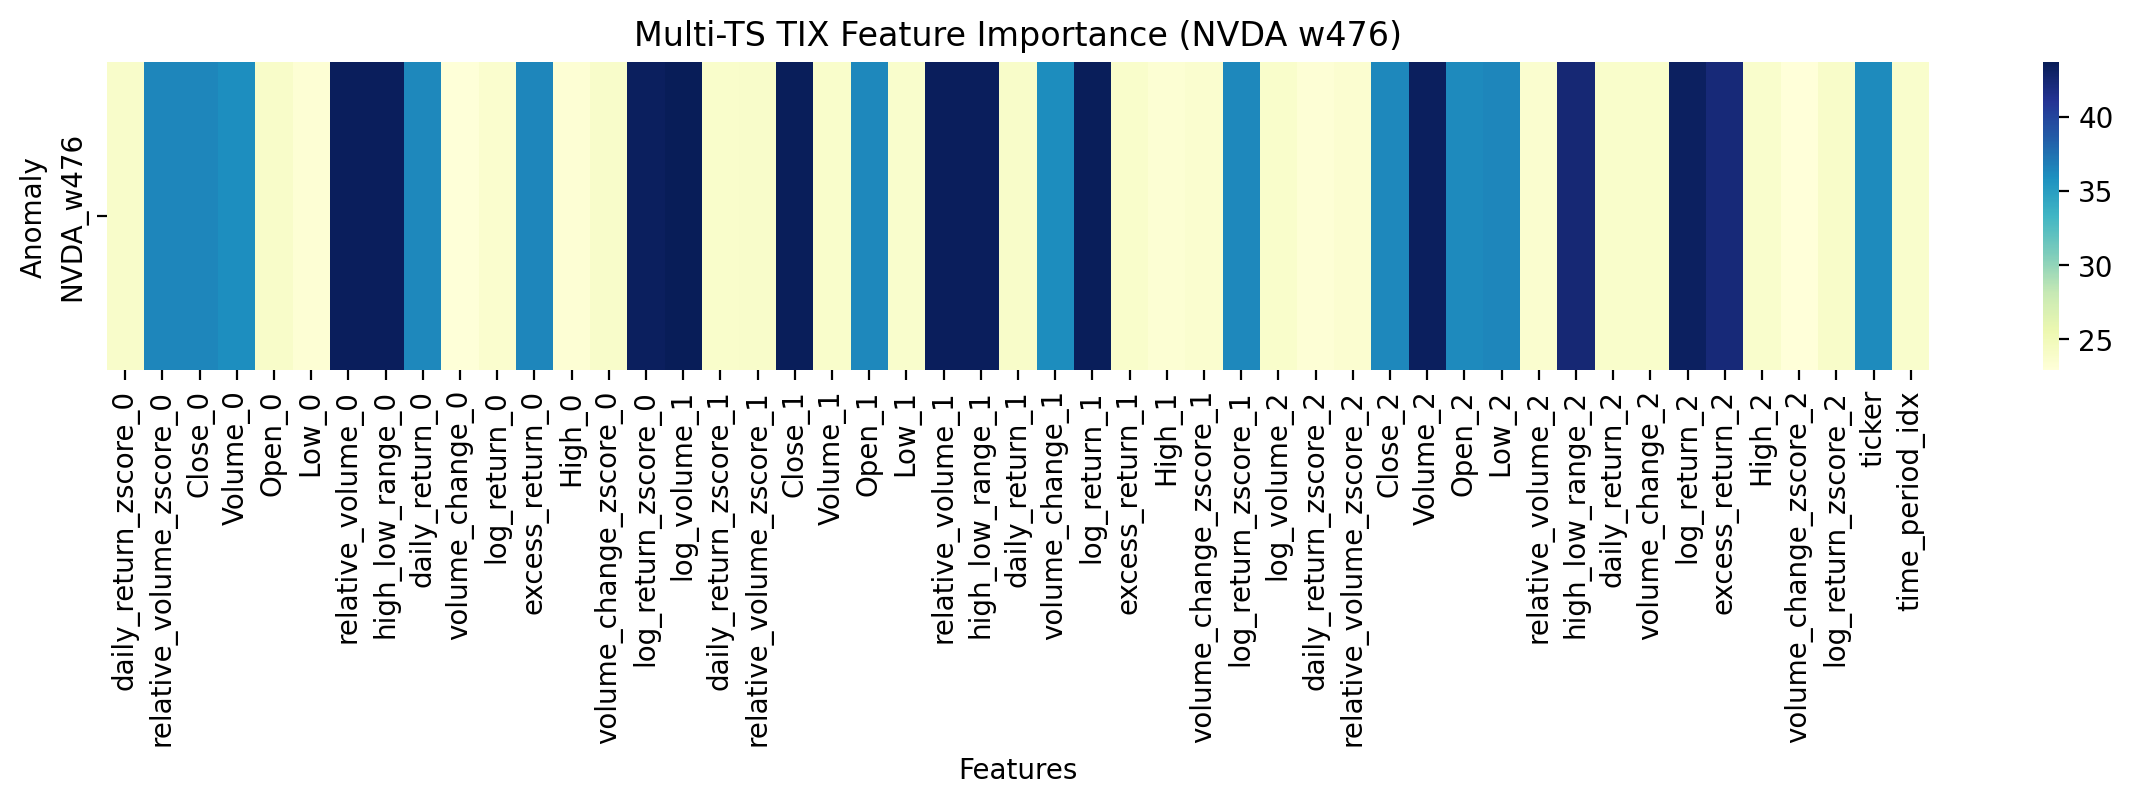 Multi-TS TIX Feature Importance (NVDA w476)
Anomaly
NVDA_w476
daily_return_zscore_0
relative_volume_zscore_0
Close_0
Volume_0
Open_0
Low_0
relative_volume_0
high_low_range_0
daily_return_0
volume_change_0
log_return_0
excess_return_0
High_0
volume_change_zscore_0
log_return_zscore_0
log_volume_1
daily_return_zscore_1
relative_volume_zscore_1
Close_1
Volume_1
Open_1
Low_1
relative_volume_1
high_low_range_1
daily_return_1
volume_change_1
log_return_1
excess_return_1
High_1
volume_change_zscore_1
log_return_zscore_1
log_volume_2
daily_return_zscore_2
relative_volume_zscore_2
Close_2
Volume_2
Open_2
Low_2
relative_volume_2
high_low_range_2
daily_return_2
volume_change_2
log_return_2
excess_return_2
High_2
volume_change_zscore_2
log_return_zscore_2
ticker
time_period_idx
Features
40
35
30
25